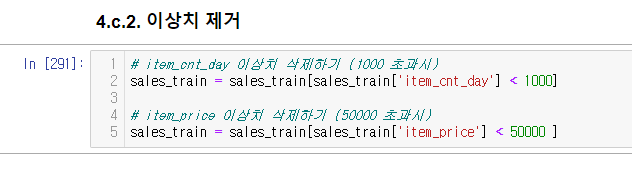 4.c.2. 이상치 제거
In [291]:
1 # item_cnt_day 이상치 삭제하기 (1000 초과시)
2 sales_train = sales_train[sales_train['item_cnt_day'] < 1000]
3
4 # item_price 이상치 삭제하기 (50000 초과시)
5 sales_train = sales_train[sales_train['item_price'] < 50000 ]